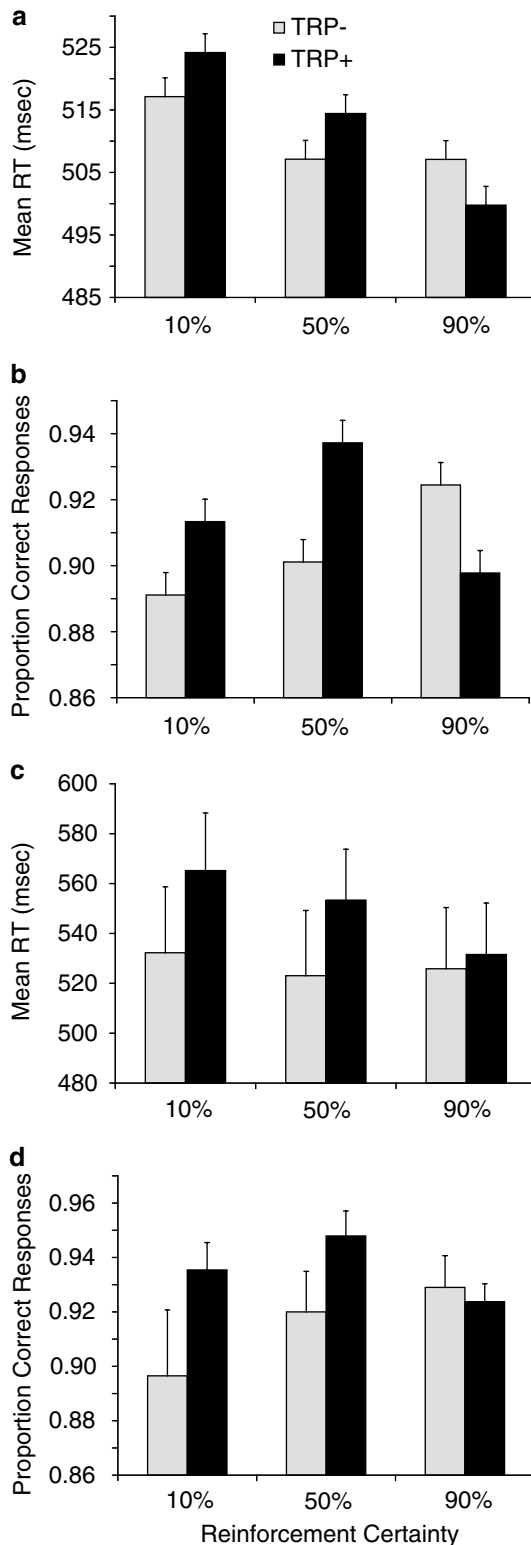 a
TRP-
TRP+
Mean RT (msec)
525
515
505
495
485
10% 50% 90%
b
Proportion Correct Responses
0.94
0.92
0.90
0.88
0.86
10% 50% 90%
c
Mean RT (msec)
600
580
560
540
520
500
480
10% 50% 90%
d
Proportion Correct Responses
0.96
0.94
0.92
0.90
0.88
0.86
10% 50% 90%
Reinforcement Certainty